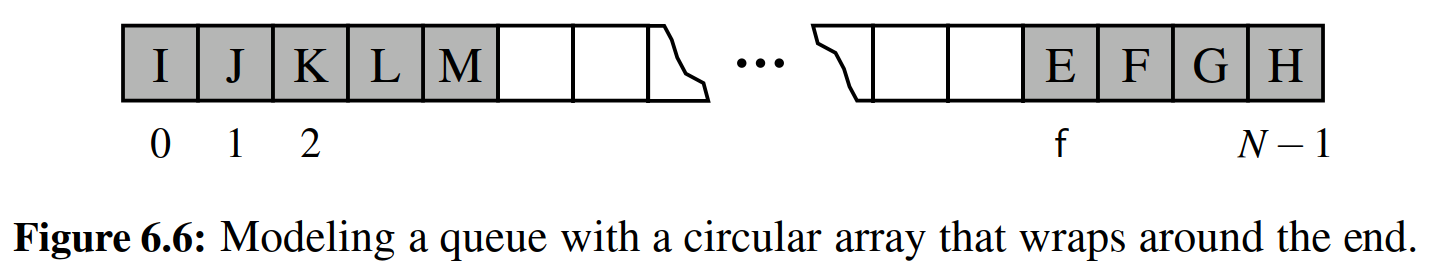 I J K L M ••• E F G H
0 1 2 f N − 1
Figure 6.6: Modeling a queue with a circular array that wraps around the end.